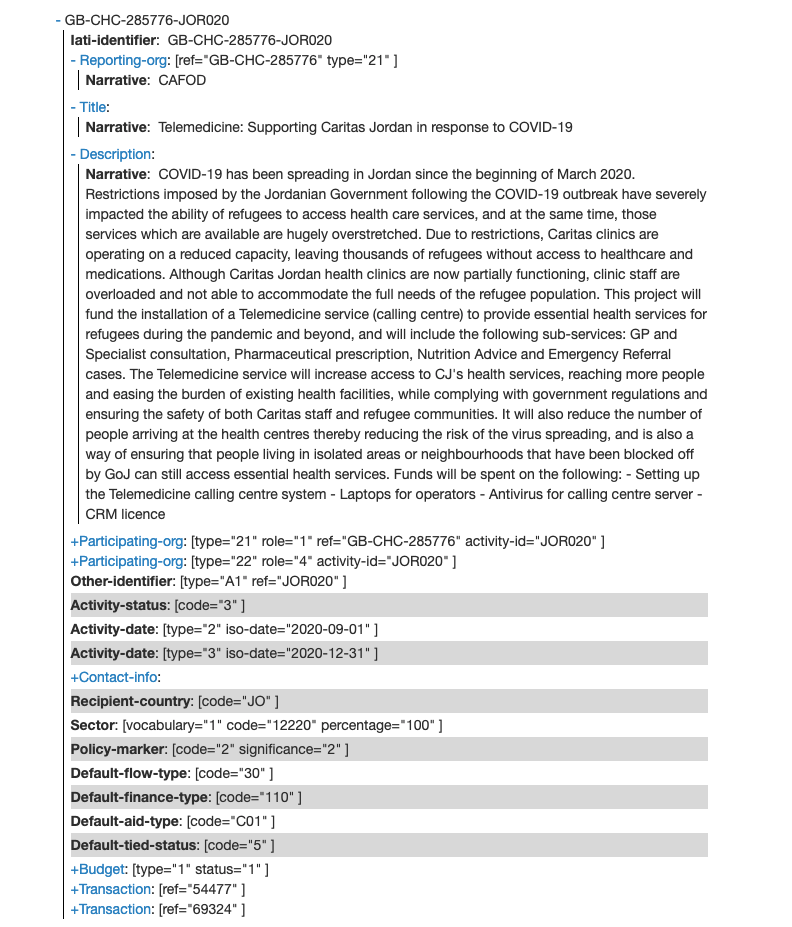 - GB-CHC-285776-JOR020
Iati-identifier: GB-CHC-285776-JOR020
- Reporting-org: [ref="GB-CHC-285776" type="21" ]
Narrative: CAFOD
- Title:
Narrative: Telemedicine: Supporting Caritas Jordan in response to COVID-19
- Description:
Narrative: COVID-19 has been spreading in Jordan since the beginning of March 2020.
Restrictions imposed by the Jordanian Government following the COVID-19 outbreak have severely
impacted the ability of refugees to access health care services, and at the same time, those
services which are available are hugely overstretched. Due to restrictions, Caritas clinics are
operating on a reduced capacity, leaving thousands of refugees without access to healthcare and
medications. Although Caritas Jordan health clinics are now partially functioning, clinic staff are
overloaded and not able to accommodate the full needs of the refugee population. This project will
fund the installation of a Telemedicine service (calling centre) to provide essential health services for
refugees during the pandemic and beyond, and will include the following sub-services: GP and
Specialist consultation, Pharmaceutical prescription, Nutrition Advice and Emergency Referral
cases. The Telemedicine service will increase access to CJ's health services, reaching more people
and easing the burden of existing health facilities, while complying with government regulations and
ensuring the safety of both Caritas staff and refugee communities. It will also reduce the number of
people arriving at the health centres thereby reducing the risk of the virus spreading, and is also a
way of ensuring that people living in isolated areas or neighbourhoods that have been blocked off
by GoJ can still access essential health services. Funds will be spent on the following: - Setting up
the Telemedicine calling centre system - Laptops for operators - Antivirus for calling centre server -
CRM licence
+Participating-org: [type="21" role="1" ref="GB-CHC-285776" activity-id="JOR020" ]
+Participating-org: [type="22" role="4" activity-id="JOR020" ]
Other-identifier: [type="A1" ref="JOR020" ]
Activity-status: [code="3" ]
Activity-date: [type="2" iso-date="2020-09-01" ]
Activity-date: [type="3" iso-date="2020-12-31" ]
+Contact-info:
Recipient-country: [code="JO" ]
Sector: [vocabulary="1" code="12220" percentage="100" ]
Policy-marker: [code="2" significance="2" ]
Default-flow-type: [code="30" ]
Default-finance-type: [code="110" ]
Default-aid-type: [code="C01" ]
Default-tied-status: [code="5" ]
+Budget: [type="1" status="1" ]
+Transaction: [ref="54477" ]
+Transaction: [ref="69324" ]